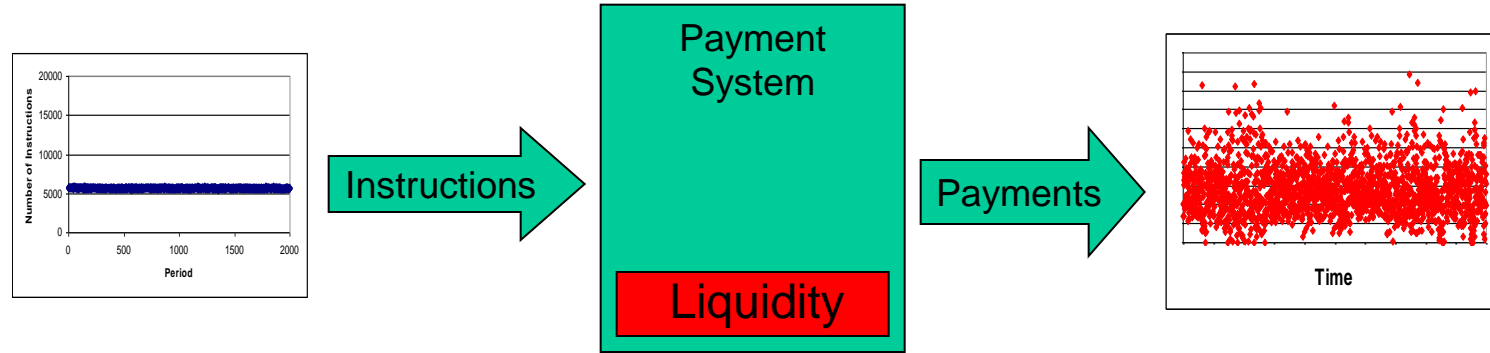 Number of Instructions
20000
15000
10000
5000
0
0 500 1000 1500 2000
Period
Instructions
Payment
System
Liquidity
Payments
Time